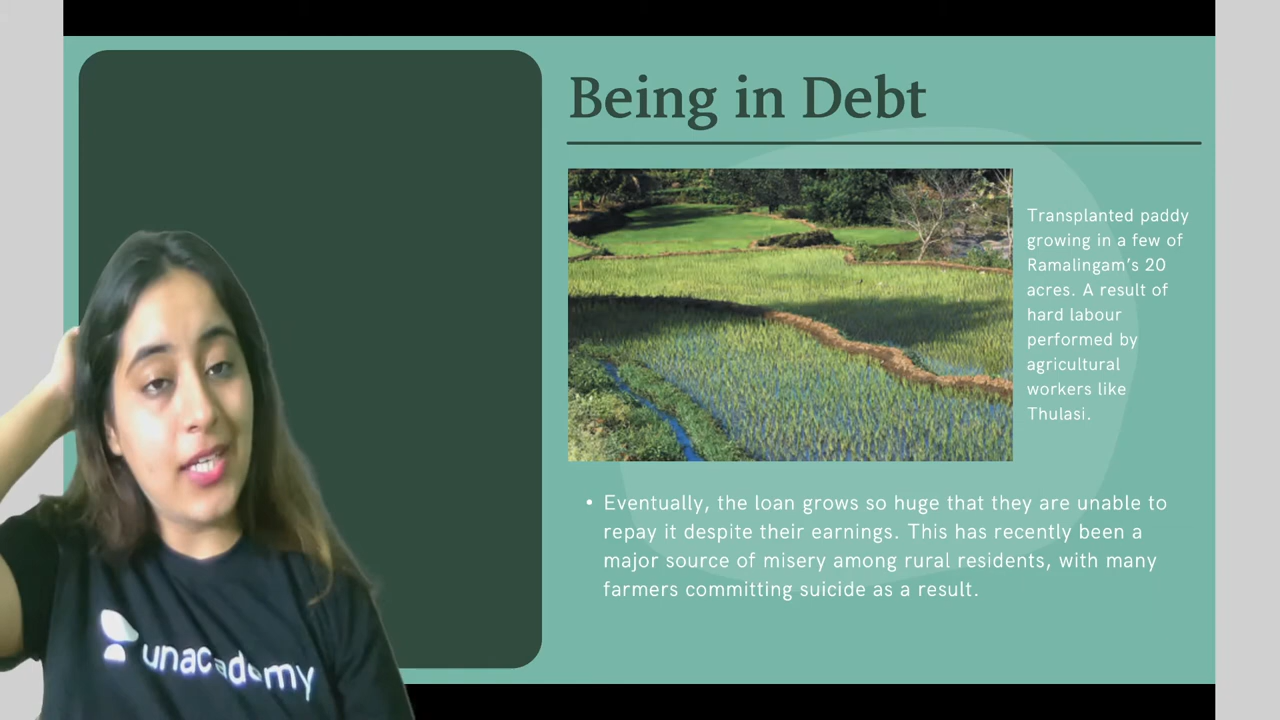 Being in Debt
Transplanted paddy
growing in a few of
Ramalingam's 20
acres. A result of
hard labour
performed by
agricultural
workers like
Thulasi.
• Eventually, the loan grows so huge that they are unable to
repay it despite their earnings. This has recently been a
major source of misery among rural residents, with many
farmers committing suicide as a result.
unacademy